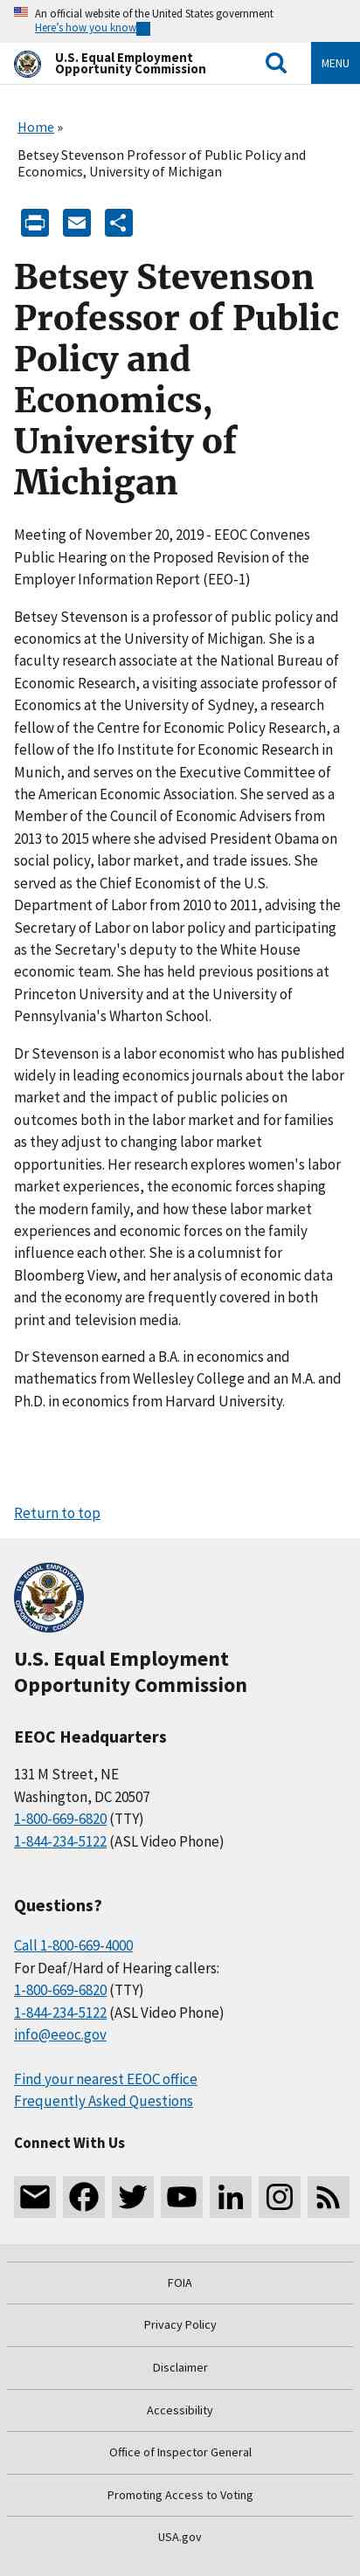 An official website of the United States government
Here's how you know
U.S. Equal Employment
Opportunity Commission
MENU
Home »
Betsey Stevenson Professor of Public Policy and
Economics, University of Michigan
Betsey Stevenson
Professor of Public
Policy and
Economics,
University of
Michigan
Meeting of November 20, 2019 - EEOC Convenes
Public Hearing on the Proposed Revision of the
Employer Information Report (EEO-1)
Betsey Stevenson is a professor of public policy and
economics at the University of Michigan. She is a
faculty research associate at the National Bureau of
Economic Research, a visiting associate professor of
Economics at the University of Sydney, a research
fellow of the Centre for Economic Policy Research, a
fellow of the Ifo Institute for Economic Research in
Munich, and serves on the Executive Committee of
the American Economic Association. She served as a
Member of the Council of Economic Advisers from
2013 to 2015 where she advised President Obama on
social policy, labor market, and trade issues. She
served as the Chief Economist of the U.S.
Department of Labor from 2010 to 2011, advising the
Secretary of Labor on labor policy and participating
as the Secretary's deputy to the White House
economic team. She has held previous positions at
Princeton University and at the University of
Pennsylvania's Wharton School.
Dr Stevenson is a labor economist who has published
widely in leading economics journals about the labor
market and the impact of public policies on
outcomes both in the labor market and for families
as they adjust to changing labor market
opportunities. Her research explores women's labor
market experiences, the economic forces shaping
the modern family, and how these labor market
experiences and economic forces on the family
influence each other. She is a columnist for
Bloomberg View, and her analysis of economic data
and the economy are frequently covered in both
print and television media.
Dr Stevenson earned a B.A. in economics and
mathematics from Wellesley College and an M.A. and
Ph.D. in economics from Harvard University.
Return to top
U.S. EQUAL EMPLOYMENT OPPORTUNITY COMMISSION
U.S. Equal Employment
Opportunity Commission
EEOC Headquarters
131 M Street, NE
Washington, DC 20507
1-800-669-6820 (TTY)
1-844-234-5122 (ASL Video Phone)
Questions?
Call 1-800-669-4000
For Deaf/Hard of Hearing callers:
1-800-669-6820 (TTY)
1-844-234-5122 (ASL Video Phone)
info@eeoc.gov
Find your nearest EEOC office
Frequently Asked Questions
Connect With Us
FOIA
Privacy Policy
Disclaimer
Accessibility
Office of Inspector General
Promoting Access to Voting
USA.gov